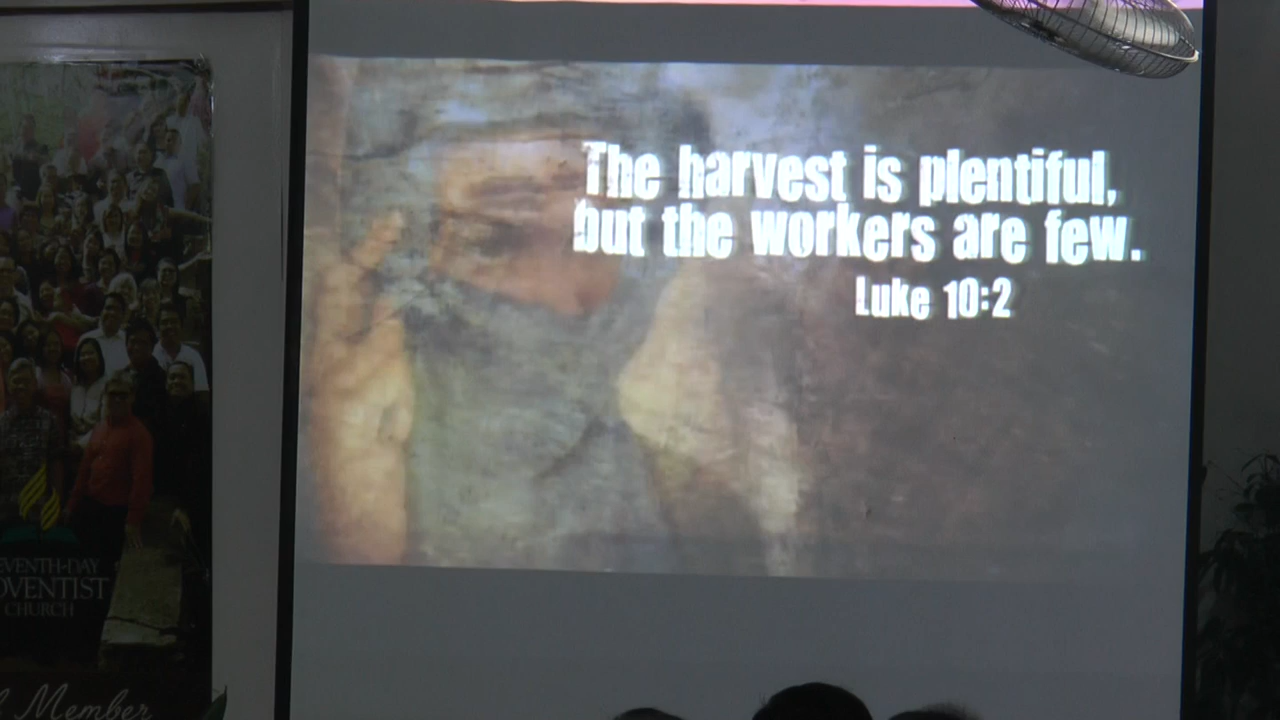 The harvest is plentiful,
but the workers are few.
Luke 10:2
EVENTH-DAY
DVENTIST
CHURCH
Member